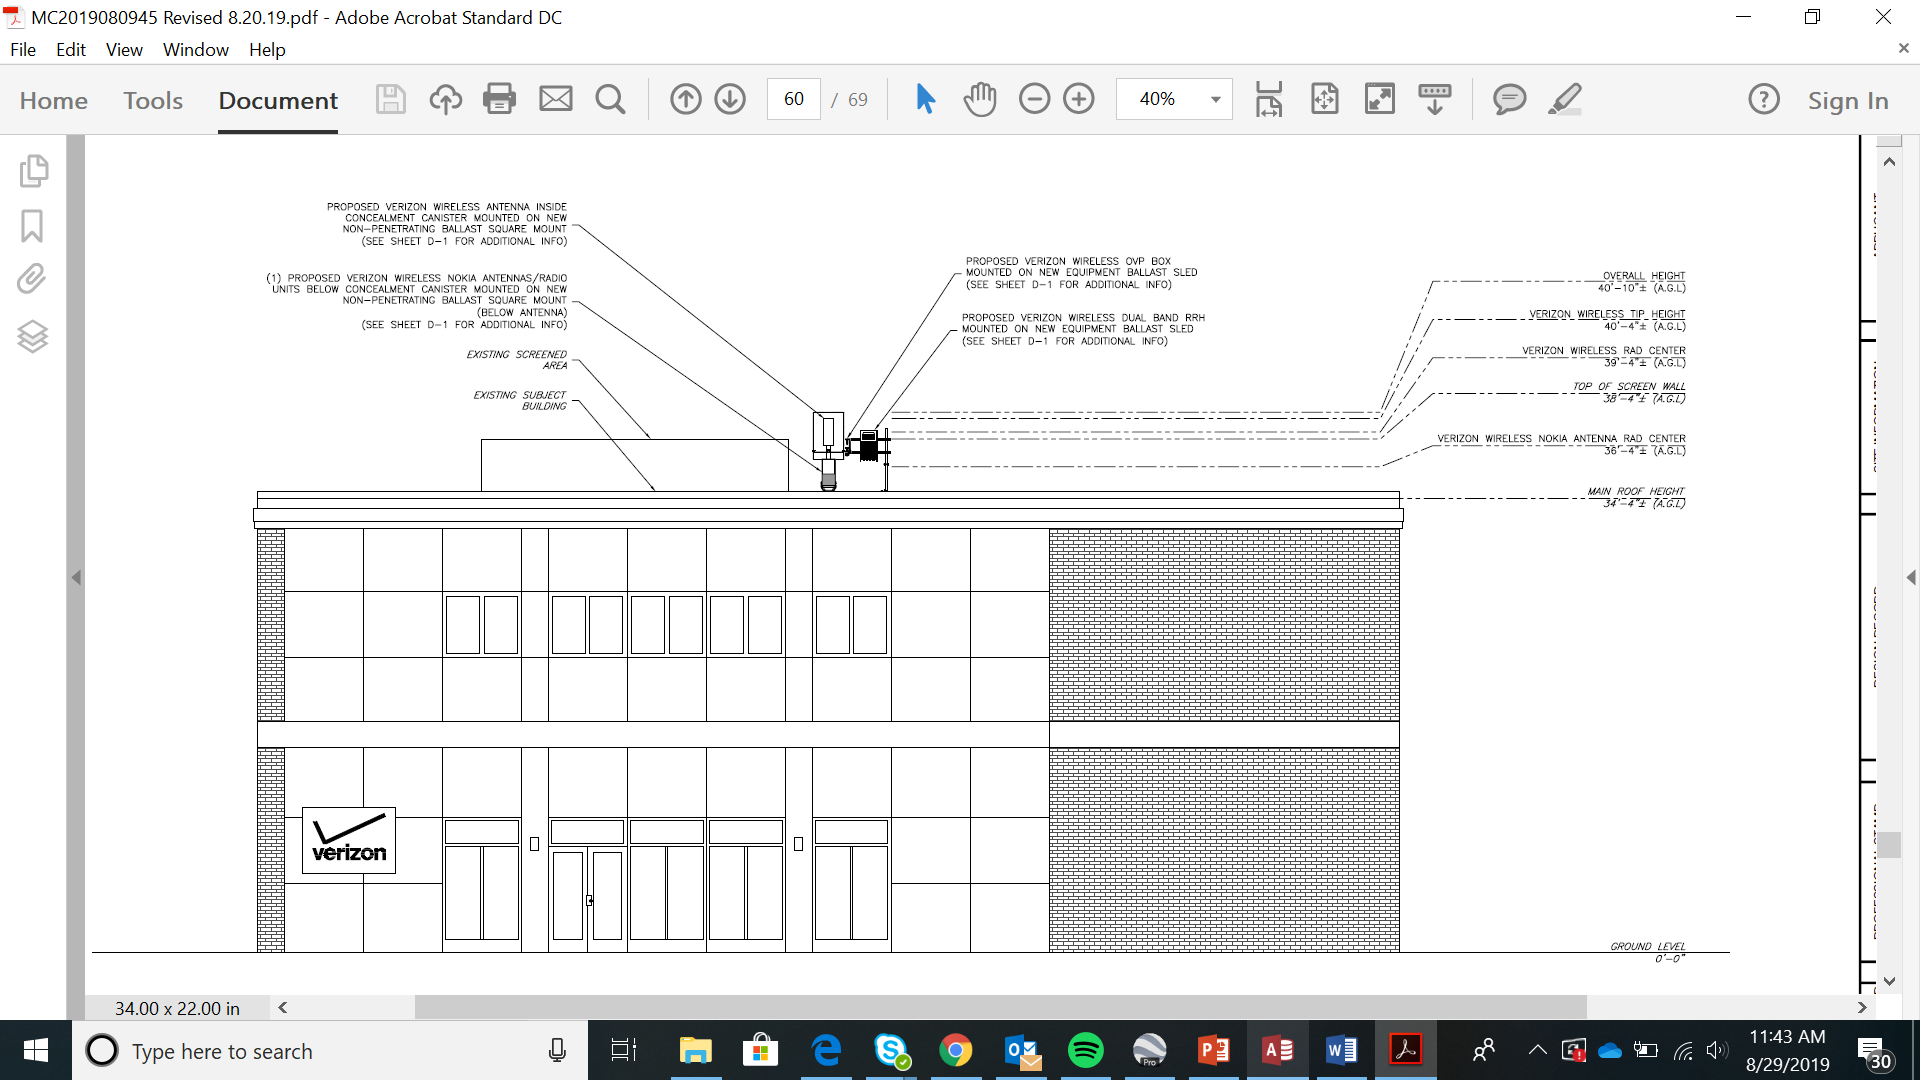 MC2019080945 Revised 8.20.19.pdf - Adobe Acrobat Standard DC
File Edit View Window Help
Home Tools Document 60 / 69 40% Sign In
PROPOSED VERIZON WIRELESS ANTENNA INSIDE
CONCEALMENT CANISTER MOUNTED ON NEW
NON-PENETRATING BALLAST SQUARE MOUNT
(SEE SHEET D-1 FOR ADDITIONAL INFO)
(1) PROPOSED VERIZON WIRELESS NOKIA ANTENNAS/RADIO
UNITS BELOW CONCEALMENT CANISTER MOUNTED ON NEW
NON-PENETRATING BALLAST SQUARE MOUNT
(BELOW ANTENNA)
(SEE SHEET D-1 FOR ADDITIONAL INFO)
EXISTING SCREENED
AREA
EXISTING SUBJECT
BUILDING
PROPOSED VERIZON WIRELESS OVP BOX
MOUNTED ON NEW EQUIPMENT BALLAST SLED
(SEE SHEET D-1 FOR ADDITIONAL INFO)
PROPOSED VERIZON WIRELESS DUAL BAND RRH
MOUNTED ON NEW EQUIPMENT BALLAST SLED
(SEE SHEET D-1 FOR ADDITIONAL INFO)
OVERALL HEIGHT
40'-10"± (A.G.L)
VERIZON WIRELESS TIP HEIGHT
40'-4"± (A.G.L)
VERIZON WIRELESS RAD CENTER
39'-4"± (A.G.L)
TOP OF SCREEN WALL
38'-4"± (A.G.L)
VERIZON WIRELESS NOKIA ANTENNA RAD CENTER
36'-4"± (A.G.L)
MAIN ROOF HEIGHT
34'-4"± (A.G.L)
verizon
GROUND LEVEL
0'-0"
34.00 x 22.00 in
Type here to search
11:43 AM
8/29/2019
30